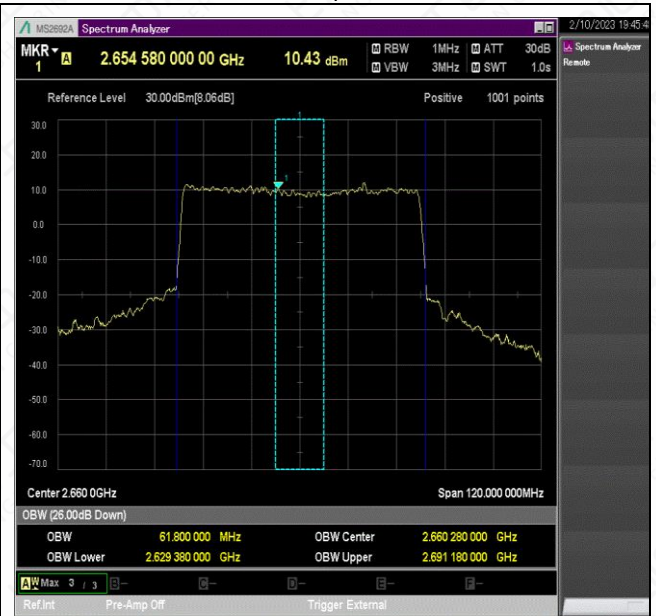 MS2692A Spectrum Analyzer 2/10/2023 19:45:4
MKR A 2.654 580 000 00 GHz 10.43 dBm M RBW 1MHz M ATT 30dB
1 M VBW 3MHz M SWT 1.0s
Spectrum Analyzer
Remote
Reference Level 30.00dBm[8.06dB] Positive 1001 points
1
30.0
20.0
1
10.0
0.0
-10.0
-20.0
-30.0
-40.0
-50.0
-60.0
-70.0
Center 2.660 0GHz Span 120.000 000MHz
OBW (26.00dB Down)
OBW 61.800 000 MHz OBW Center 2.660 280 000 GHz
OBW Lower 2.629 380 000 GHz OBW Upper 2.691 180 000 GHz
A W Max 3 / 3 B- C- D- E- F-
Ref.Int Pre-Amp Off Trigger External